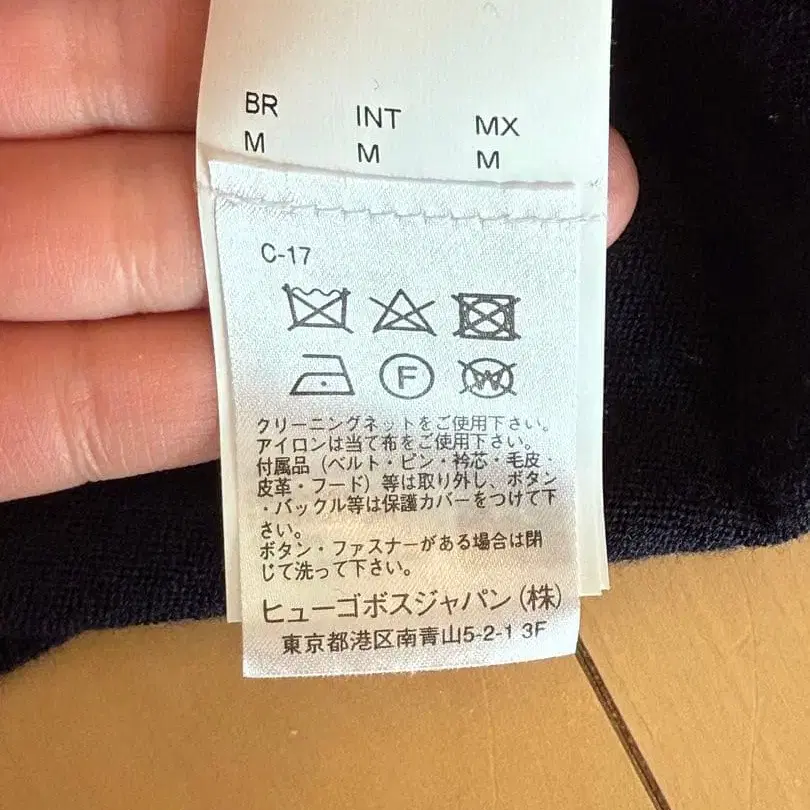 BR INT MX
M M M
C-17
F W
クリーニングネットをご使用下さい。
アイロンは当て布をご使用下さい。
付属品（ベルト・ピン・衿芯・毛皮・
皮革・フード）等は取り外し、ボタン
・バックル等は保護カバーをつけて下
さい。
ボタン・ファスナーがある場合は閉
じて洗って下さい。
ヒューゴボスジャパン（株）
東京都港区南青山5-2-1 3F